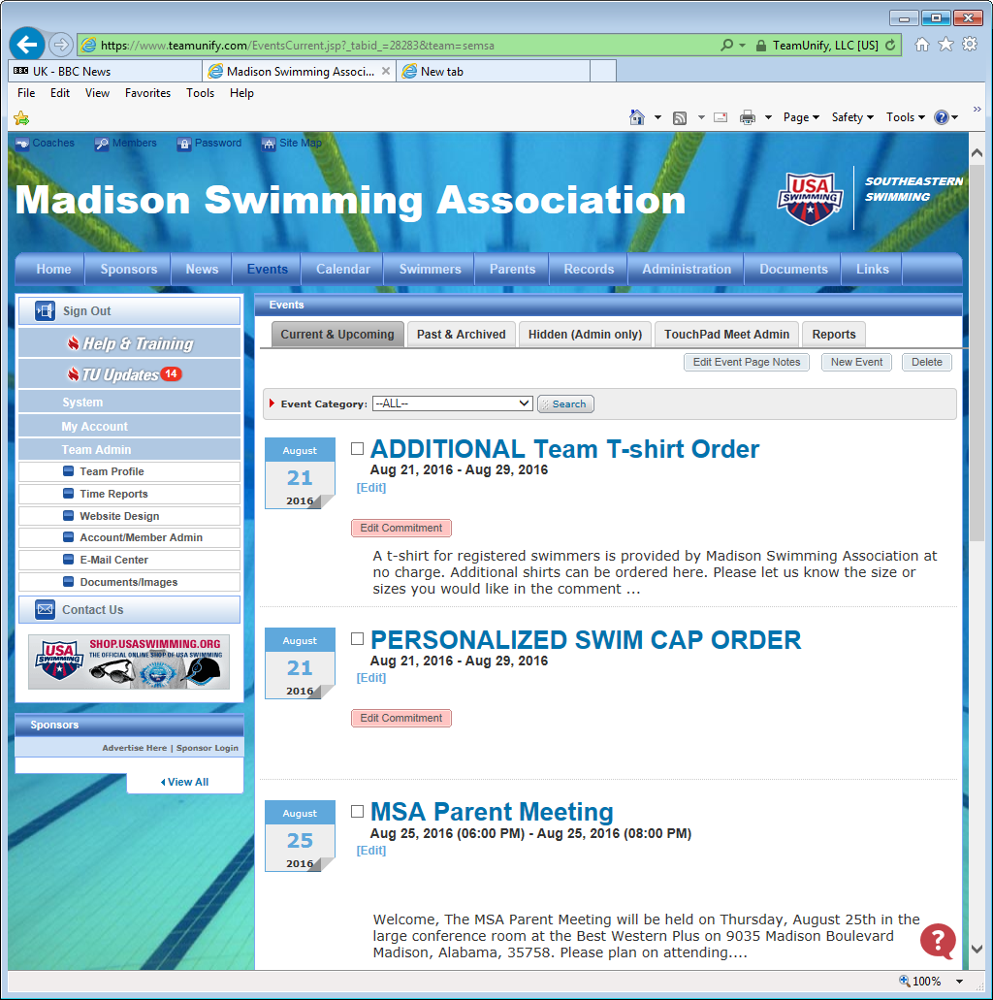 https://www.teamunify.com/EventsCurrent.jsp?_tabid_=28283&team=semsa
TeamUnify, LLC [US]
BBC UK - BBC News
Madison Swimming Associ...
New tab
File Edit View Favorites Tools Help
Page Safety Tools
Coaches Members Password Site Map
Madison Swimming Association
USA SWIMMING
SOUTHEASTERN
SWIMMING
Home Sponsors News Events Calendar Swimmers Parents Records Administration Documents Links
Sign Out
Help & Training
TU Updates 14
System
My Account
Team Admin
Team Profile
Time Reports
Website Design
Account/Member Admin
E-Mail Center
Documents/Images
Contact Us
USA SWIMMING
SHOP.USASWIMMING.ORG
THE OFFICIAL ONLINE SHOP OF USA SWIMMING
Sponsors
Advertise Here | Sponsor Login
View All
Events
Current & Upcoming Past & Archived Hidden (Admin only) TouchPad Meet Admin Reports
Edit Event Page Notes New Event Delete
Event Category: --ALL-- Search
August
21
2016
ADDITIONAL Team T-shirt Order
Aug 21, 2016 - Aug 29, 2016
[Edit]
Edit Commitment
A t-shirt for registered swimmers is provided by Madison Swimming Association at
no charge. Additional shirts can be ordered here. Please let us know the size or
sizes you would like in the comment ...
August
21
2016
PERSONALIZED SWIM CAP ORDER
Aug 21, 2016 - Aug 29, 2016
[Edit]
Edit Commitment
August
25
2016
MSA Parent Meeting
Aug 25, 2016 (06:00 PM) - Aug 25, 2016 (08:00 PM)
[Edit]
Welcome, The MSA Parent Meeting will be held on Thursday, August 25th in the
large conference room at the Best Western Plus on 9035 Madison Boulevard
Madison, Alabama, 35758. Please plan on attending....
?
100%